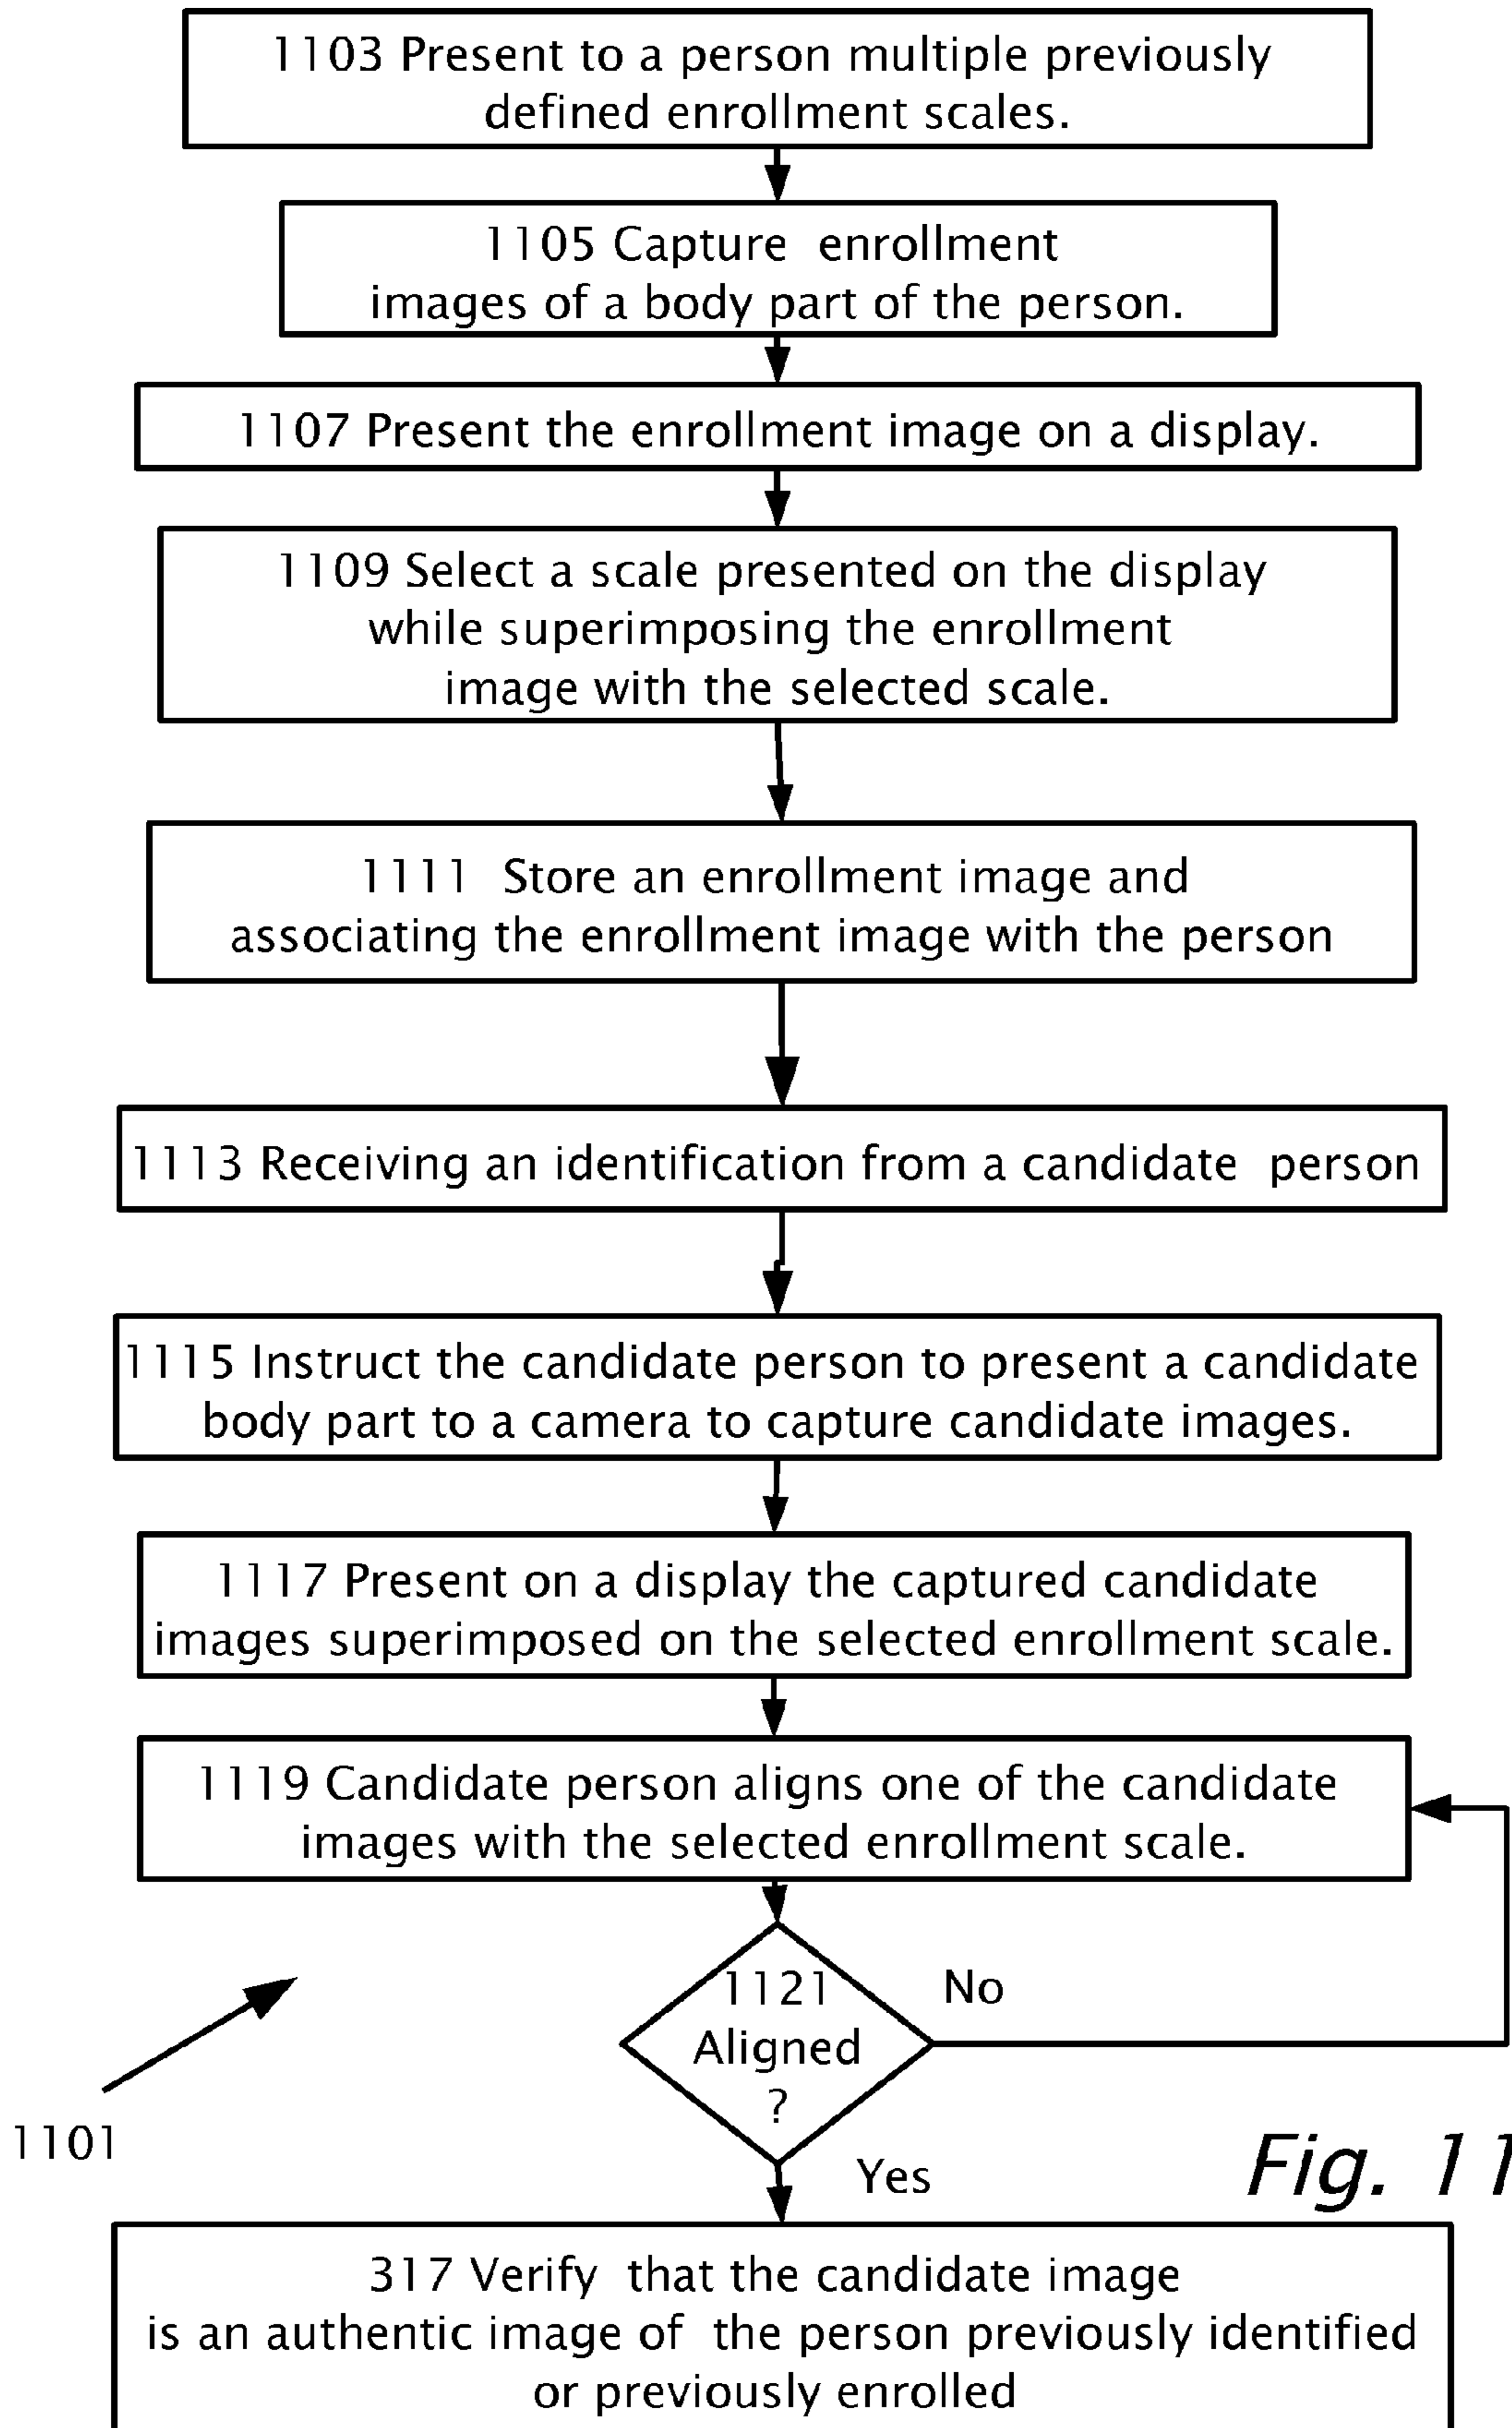 1103 Present to a person multiple previously
defined enrollment scales.
1105 Capture enrollment
images of a body part of the person.
1107 Present the enrollment image on a display.
1109 Select a scale presented on the display
while superimposing the enrollment
image with the selected scale.
1111 Store an enrollment image and
associating the enrollment image with the person
1113 Receiving an identification from a candidate person
1115 Instruct the candidate person to present a candidate
body part to a camera to capture candidate images.
1117 Present on a display the captured candidate
images superimposed on the selected enrollment scale.
1119 Candidate person aligns one of the candidate
images with the selected enrollment scale.
1121
Aligned
?
No
Yes
1101
Fig. 11
317 Verify that the candidate image
is an authentic image of the person previously identified
or previously enrolled